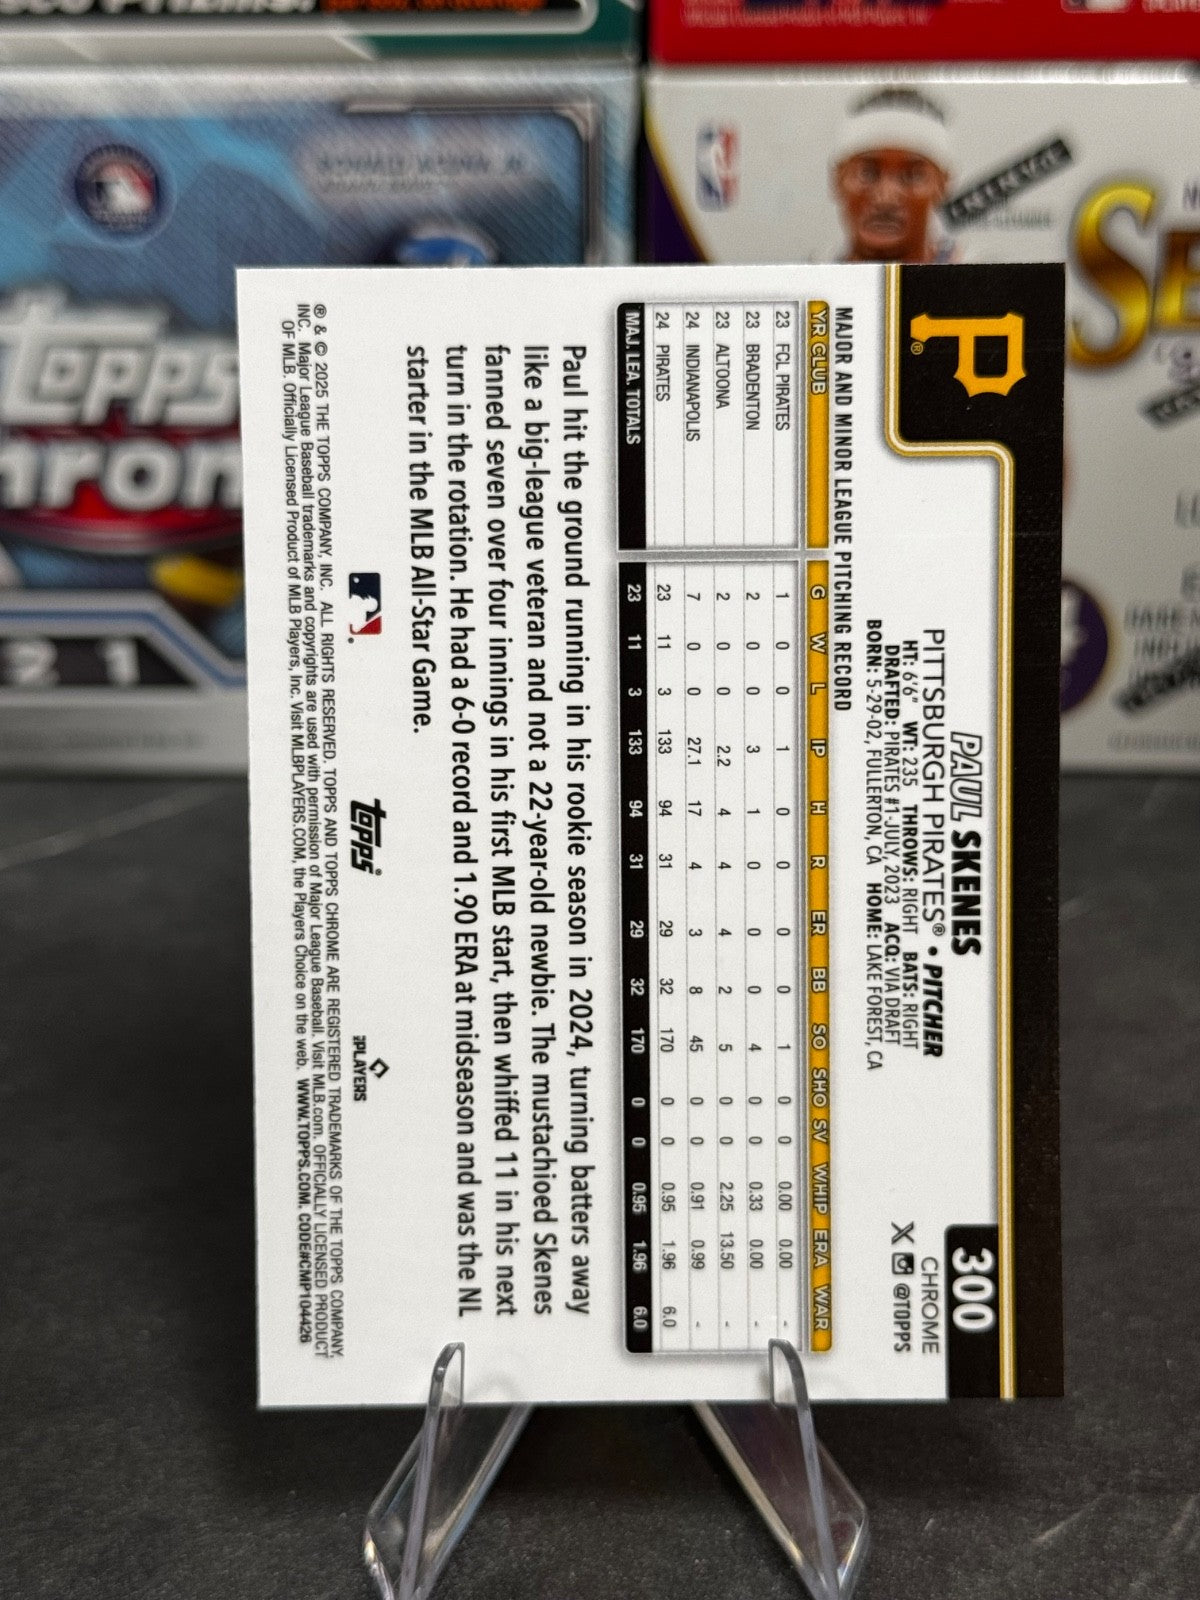 PAUL SKENES
PITTSBURGH PIRATES® • PITCHER
HT: 6'6" WT: 235 THROWS: RIGHT BATS: RIGHT
DRAFTED: PIRATES #1-JULY, 2023 ACQ: VIA DRAFT
BORN: 5-29-02, FULLERTON, CA HOME: LAKE FOREST, CA
300
CHROME
X @TOPPS
P®
MAJOR AND MINOR LEAGUE PITCHING RECORD
YR CLUB G W L IP H R ER BB SO SHO SV WHIP ERA WAR
23 FCL PIRATES 1 0 0 1 0 0 0 0 1 0 0 0.00 0.00 -
23 BRADENTON 2 0 0 3 1 0 0 0 4 0 0 0.33 0.00 -
23 ALTOONA 2 0 0 2.2 4 4 4 2 5 0 0 2.25 13.50 -
24 INDIANAPOLIS 7 0 0 27.1 17 4 3 8 45 0 0 0.91 0.99 -
24 PIRATES 23 11 3 133 94 31 29 32 170 0 0 0.95 1.96 6.0
MAJ. LEA. TOTALS 23 11 3 133 94 31 29 32 170 0 0 0.95 1.96 6.0
Paul hit the ground running in his rookie season in 2024, turning batters away
like a big-league veteran and not a 22-year-old newbie. The mustachioed Skenes
fanned seven over four innings in his first MLB start, then whiffed 11 in his next
turn in the rotation. He had a 6-0 record and 1.90 ERA at midseason and was the NL
starter in the MLB All-Star Game.
topps®
PLAYERS
® & © 2025 THE TOPPS COMPANY, INC. ALL RIGHTS RESERVED. TOPPS AND TOPPS CHROME ARE REGISTERED TRADEMARKS OF THE TOPPS COMPANY,
INC. Major League Baseball trademarks and copyrights are used with permission of Major League Baseball. Visit MLB.com. OFFICIALLY LICENSED PRODUCT
OF MLB. Officially Licensed Product of MLB Players, Inc. Visit MLBPLAYERS.COM, the Players Choice on the web. WWW.TOPPS.COM. CODE#CMP104426
Topps
hrom
2 1
SE